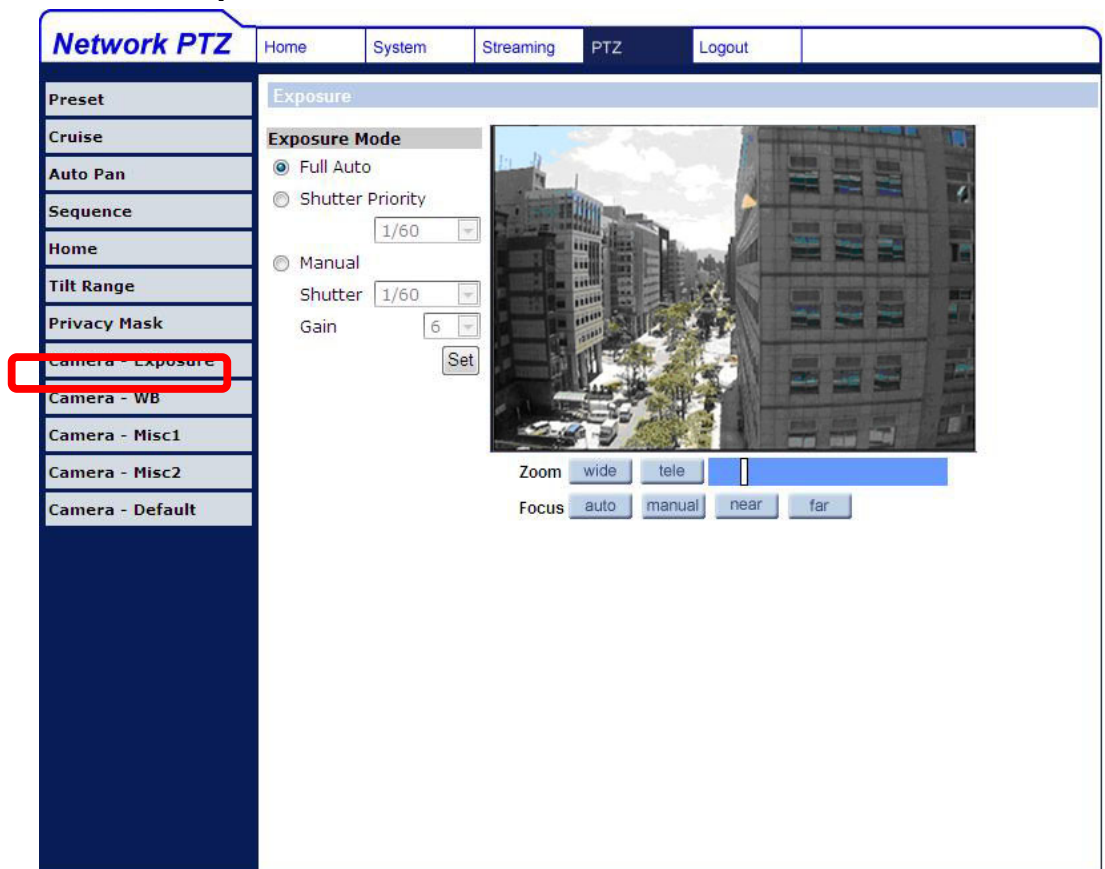 Network PTZ
Home System Streaming PTZ Logout
Preset
Cruise
Auto Pan
Sequence
Home
Tilt Range
Privacy Mask
Camera - Exposure
Camera - WB
Camera - Misc1
Camera - Misc2
Camera - Default
Exposure
Exposure Mode
Full Auto
Shutter Priority
1/60
Manual
Shutter 1/60
Gain 6
Set
Zoom wide tele
Focus auto manual near far